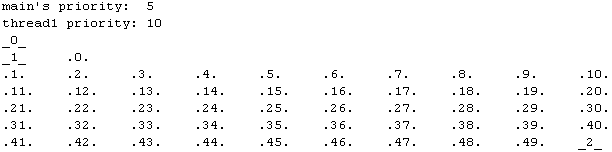 main's priority:  5
thread1 priority: 10
_0_
_1_     .0.
.1.     .2.     .3.     .4.     .5.     .6.     .7.     .8.     .9.     .10.
.11.    .12.    .13.    .14.    .15.    .16.    .17.    .18.    .19.    .20.
.21.    .22.    .23.    .24.    .25.    .26.    .27.    .28.    .29.    .30.
.31.    .32.    .33.    .34.    .35.    .36.    .37.    .38.    .39.    .40.
.41.    .42.    .43.    .44.    .45.    .46.    .47.    .48.    .49.    _2_